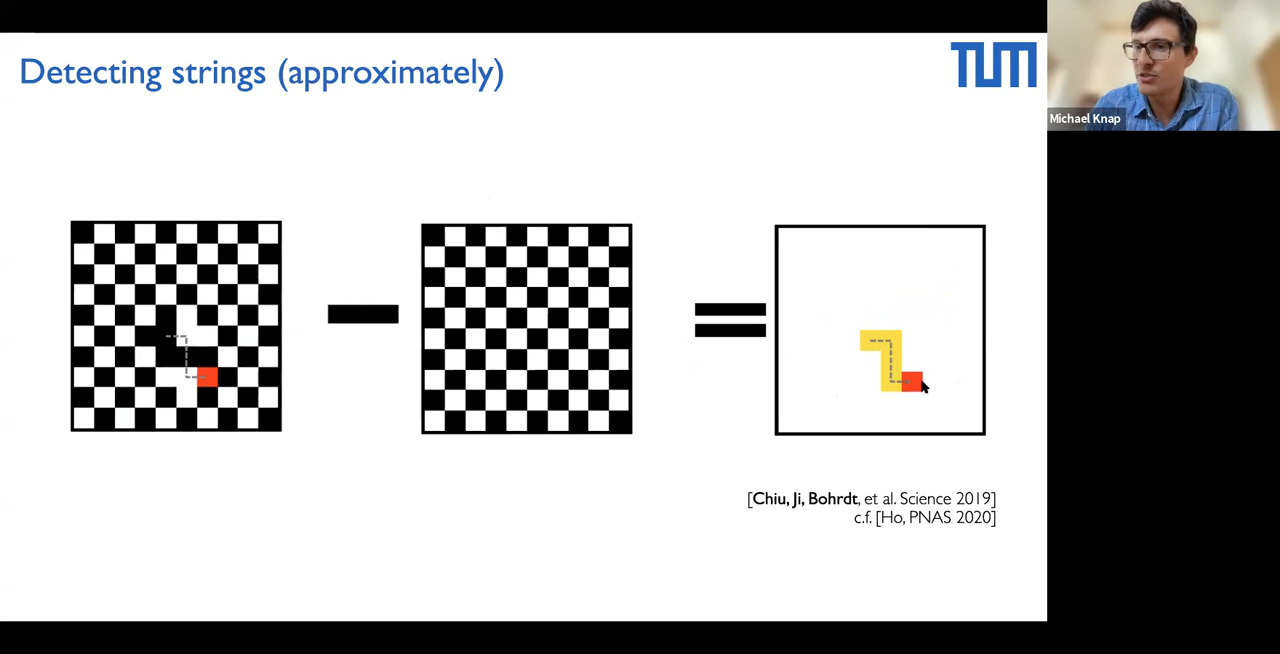 Detecting strings (approximately)
TUM
Michael Knap
[Chiu, Ji, Bohrdt, et al. Science 2019]
c.f. [Ho, PNAS 2020]